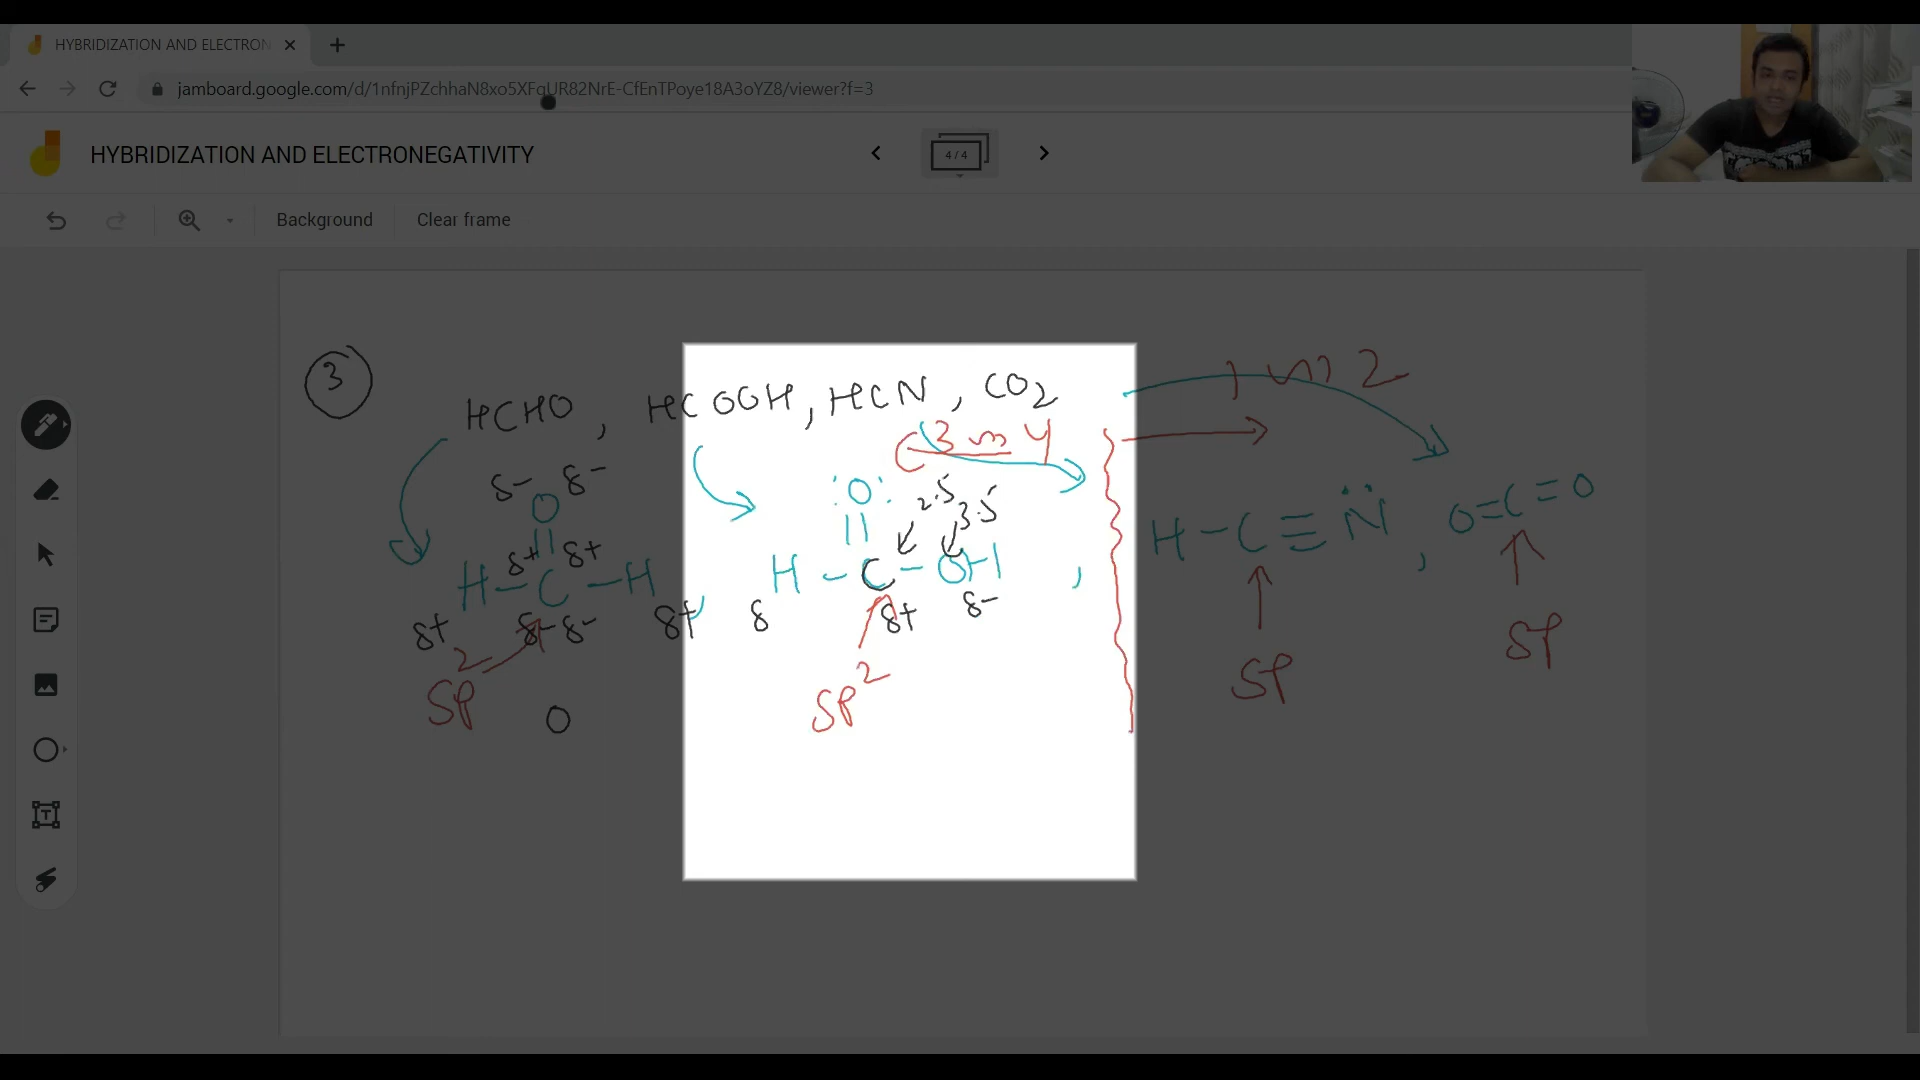 HYBRIDIZATION AND ELECTRON
jamboard.google.com/d/1nfnjPZchhaN8xo5XFqUR82NrE-CfEnTPoye18A3oYZ8/viewer?f=3
HYBRIDIZATION AND ELECTRONEGATIVITY
4 / 4
Background
Clear frame
3
HCHO , HCOOH, HCN , CO2
1 2
3 4
δ- δ-
O
δ+ δ+
H-C-H ,
δ+ δ- δ- δ+
SP2
O
:O:
2.5 3.5
H-C-OH ,
δ δ+ δ-
SP2
H-C≡N , O=C=O
SP SP